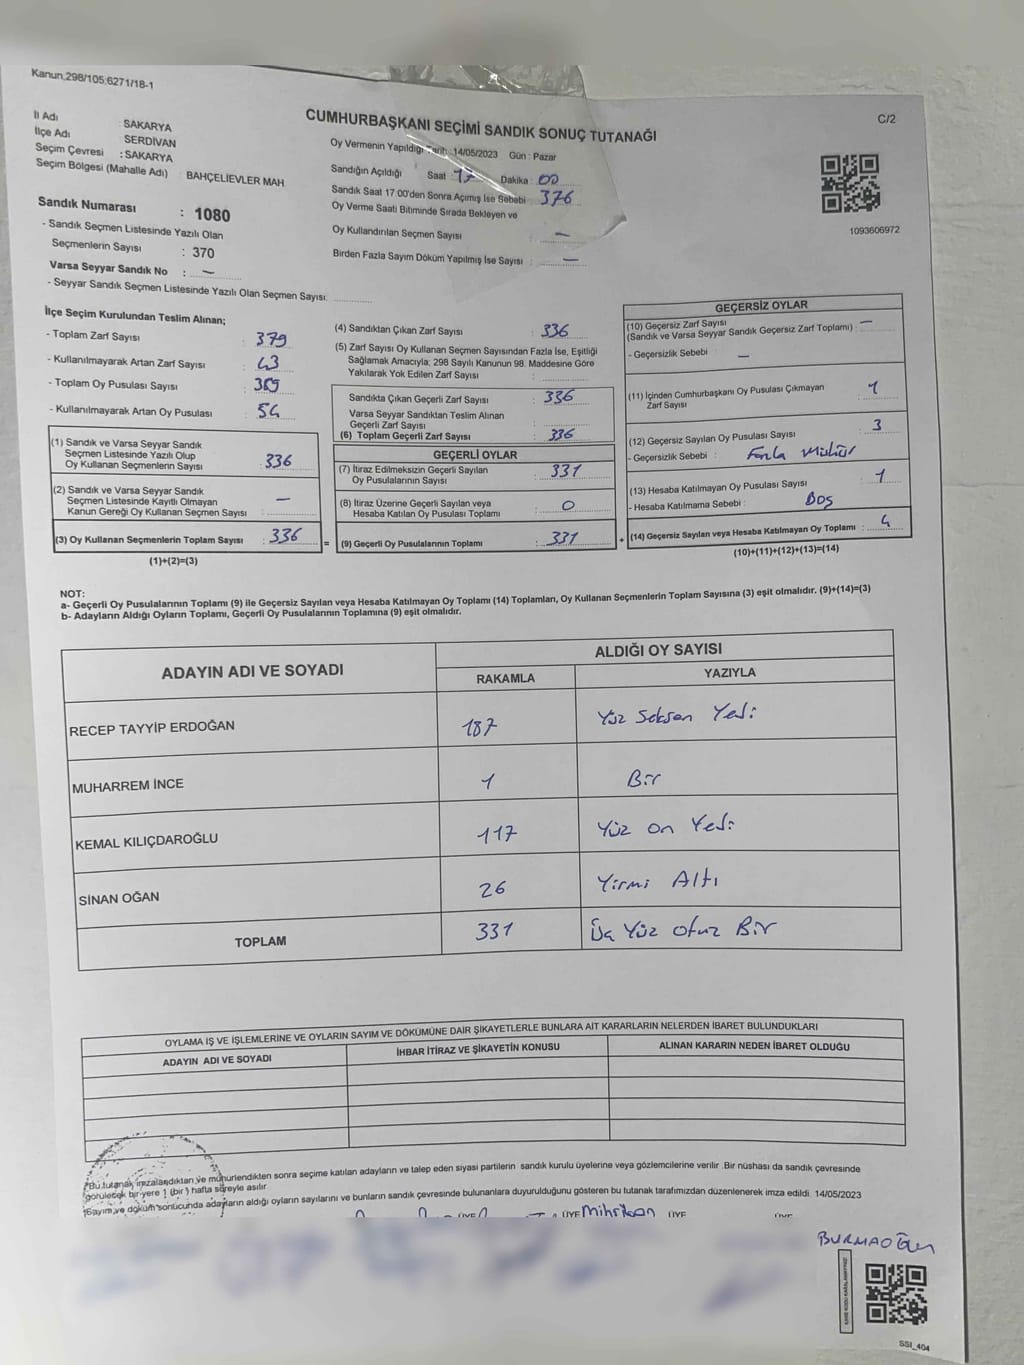 Kanun.298/105:6271/18-1
C/2
CUMHURBAŞKANI SEÇİMİ SANDIK SONUÇ TUTANAĞI
İl Adı : SAKARYA
İlçe Adı : SERDİVAN
Seçim Çevresi : SAKARYA
Seçim Bölgesi (Mahalle Adı) BAHÇELİEVLER MAH
Sandık Numarası : 1080
- Sandık Seçmen Listesinde Yazılı Olan
Seçmenlerin Sayısı : 370
Varsa Seyyar Sandık No : —
- Seyyar Sandık Seçmen Listesinde Yazılı Olan Seçmen Sayısı:
Oy Vermenin Yapıldığı Tarih : 14/05/2023 Gün : Pazar
Sandığın Açıldığı Saat : 17 Dakika : 00
Sandık Saat 17:00'den Sonra Açımış İse Sebebi : 376
Oy Verme Saati Bitiminde Sırada Bekleyen ve
Oy Kullandırılan Seçmen Sayısı : —
Birden Fazla Sayım Döküm Yapılmış İse Sayısı : —
1093606972
İlçe Seçim Kurulundan Teslim Alınan;
- Toplam Zarf Sayısı : 379
- Kullanılmayarak Artan Zarf Sayısı : 43
- Toplam Oy Pusulası Sayısı :
- Kullanılmayarak Artan Oy Pusulası : 54
(1) Sandık ve Varsa Seyyar Sandık
Seçmen Listesinde Yazılı Olup
Oy Kullanan Seçmenlerin Sayısı : 336
(2) Sandık ve Varsa Seyyar Sandık
Seçmen Listesinde Kayıtlı Olmayan
Kanun Gereği Oy Kullanan Seçmen Sayısı : —
(3) Oy Kullanan Seçmenlerin Toplam Sayısı : 336 =
(1)+(2)=(3)
(4) Sandıktan Çıkan Zarf Sayısı : 336
(5) Zarf Sayısı Oy Kullanan Seçmen Sayısından Fazla İse, Eşitliği
Sağlamak Amacıyla; 298 Sayılı Kanunun 98. Maddesine Göre
Yakılarak Yok Edilen Zarf Sayısı :
Sandıkta Çıkan Geçerli Zarf Sayısı : 336
Varsa Seyyar Sandıktan Teslim Alınan
Geçerli Zarf Sayısı :
(6) Toplam Geçerli Zarf Sayısı : 336
GEÇERLİ OYLAR
(7) İtiraz Edilmeksizin Geçerli Sayılan
Oy Pusulalarının Sayısı : 331
(8) İtiraz Üzerine Geçerli Sayılan veya
Hesaba Katılan Oy Pusulası Toplamı : 0
(9) Geçerli Oy Pusulalarının Toplamı : 331 +
GEÇERSİZ OYLAR
(10) Geçersiz Zarf Sayısı
(Sandık ve Varsa Seyyar Sandık Geçersiz Zarf Toplamı) : —
- Geçersizlik Sebebi : —
(11) İçinden Cumhurbaşkanı Oy Pusulası Çıkmayan
Zarf Sayısı : 1
(12) Geçersiz Sayılan Oy Pusulası Sayısı : 3
- Geçersizlik Sebebi : Fazla Mühür
(13) Hesaba Katılmayan Oy Pusulası Sayısı : 1
- Hesaba Katılmama Sebebi : Boş
(14) Geçersiz Sayılan veya Hesaba Katılmayan Oy Toplamı : 4
(10)+(11)+(12)+(13)=(14)
NOT:
a- Geçerli Oy Pusulalarının Toplamı (9) ile Geçersiz Sayılan veya Hesaba Katılmayan Oy Toplamı (14) Toplamları, Oy Kullanan Seçmenlerin Toplam Sayısına (3) eşit olmalıdır. (9)+(14)=(3)
b- Adayların Aldığı Oyların Toplamı, Geçerli Oy Pusulalarının Toplamına (9) eşit olmalıdır.
ADAYIN ADI VE SOYADI ALDIĞI OY SAYISI
RAKAMLA YAZIYLA
RECEP TAYYİP ERDOĞAN 187 Yüz Seksen Yedi
MUHARREM İNCE 1 Bir
KEMAL KILIÇDAROĞLU 117 Yüz on Yedi
SİNAN OĞAN 26 Yirmi Altı
TOPLAM 331 Üç Yüz Otuz Bir
OYLAMA İŞ VE İŞLEMLERİNE VE OYLARIN SAYIM VE DÖKÜMÜNE DAİR ŞİKAYETLERLE BUNLARA AİT KARARLARIN NELERDEN İBARET BULUNDUKLARI
ADAYIN ADI VE SOYADI İHBAR İTİRAZ VE ŞİKAYETİN KONUSU ALINAN KARARIN NEDEN İBARET OLDUĞU
Bu tutanak imzalandıktan ve mühürlendikten sonra seçime katılan adayların ve talep eden siyasi partilerin sandık kurulu üyelerine veya gözlemcilerine verilir. Bir nüshası da sandık çevresinde
görülecek bir yere 1 (bir) hafta süreyle asılır.
Sayım ve döküm sonucunda adayların aldığı oyların sayılarını ve bunların sandık çevresinde bulunanlara duyurulduğunu gösteren bu tutanak tarafımızdan düzenlenerek imza edildi. 14/05/2023
ÜYE ÜYE Mihriban ÜYE ÜYE
BURMAOĞLU
SSI_404